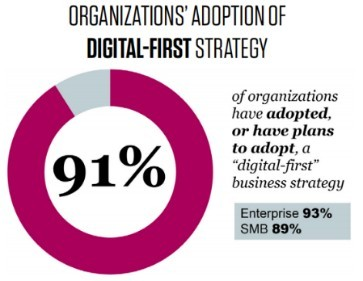 ORGANIZATIONS' ADOPTION OF
DIGITAL-FIRST STRATEGY
91%
of organizations
have adopted,
or have plans
to adopt, a
“digital-first”
business strategy
Enterprise 93%
SMB 89%